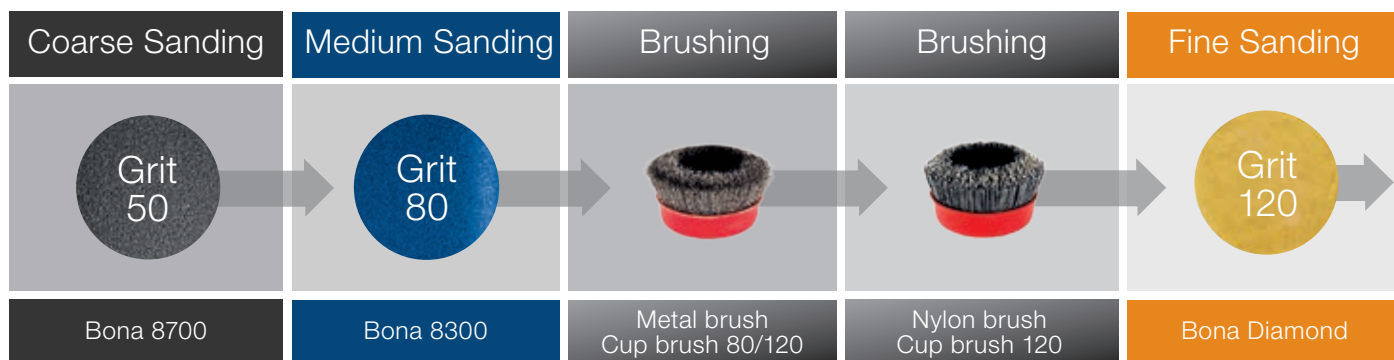 Coarse Sanding
Medium Sanding
Brushing
Brushing
Fine Sanding
Grit
50
Grit
80
Grit
120
Bona 8700
Bona 8300
Metal brush
Cup brush 80/120
Nylon brush
Cup brush 120
Bona Diamond